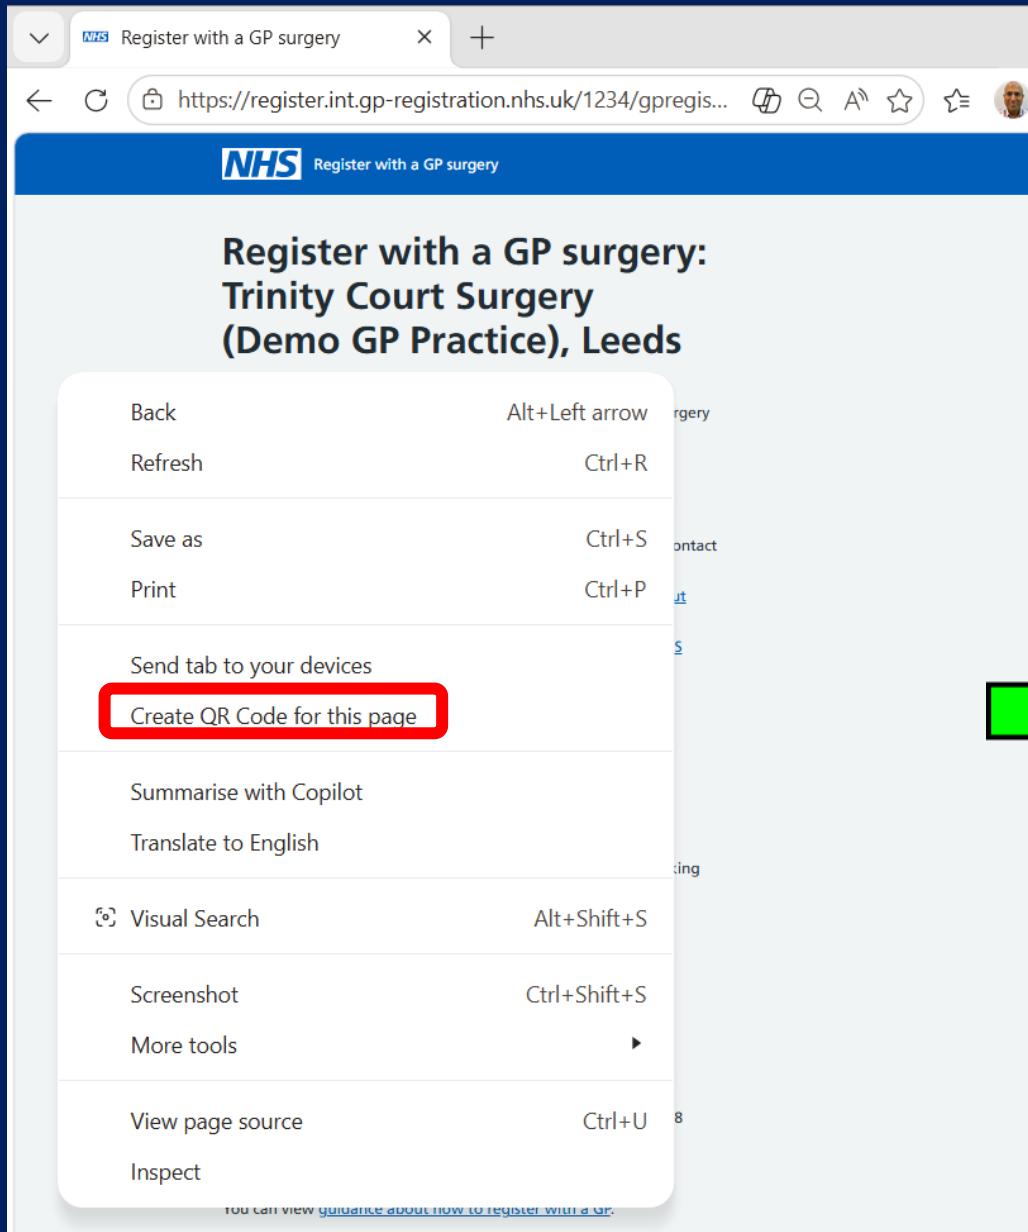 NHS Register with a GP surgery
https://register.int.gp-registration.nhs.uk/1234/gpregis...
NHS Register with a GP surgery
Register with a GP surgery:
Trinity Court Surgery
(Demo GP Practice), Leeds
Back Alt+Left arrow
rgery
Refresh Ctrl+R
Save as Ctrl+S
ontact
Print Ctrl+P
ut
S
Send tab to your devices
Create QR Code for this page
Summarise with Copilot
Translate to English
king
Visual Search Alt+Shift+S
Screenshot Ctrl+Shift+S
More tools
View page source Ctrl+U
8
Inspect
You can view guidance about how to register with a GP.